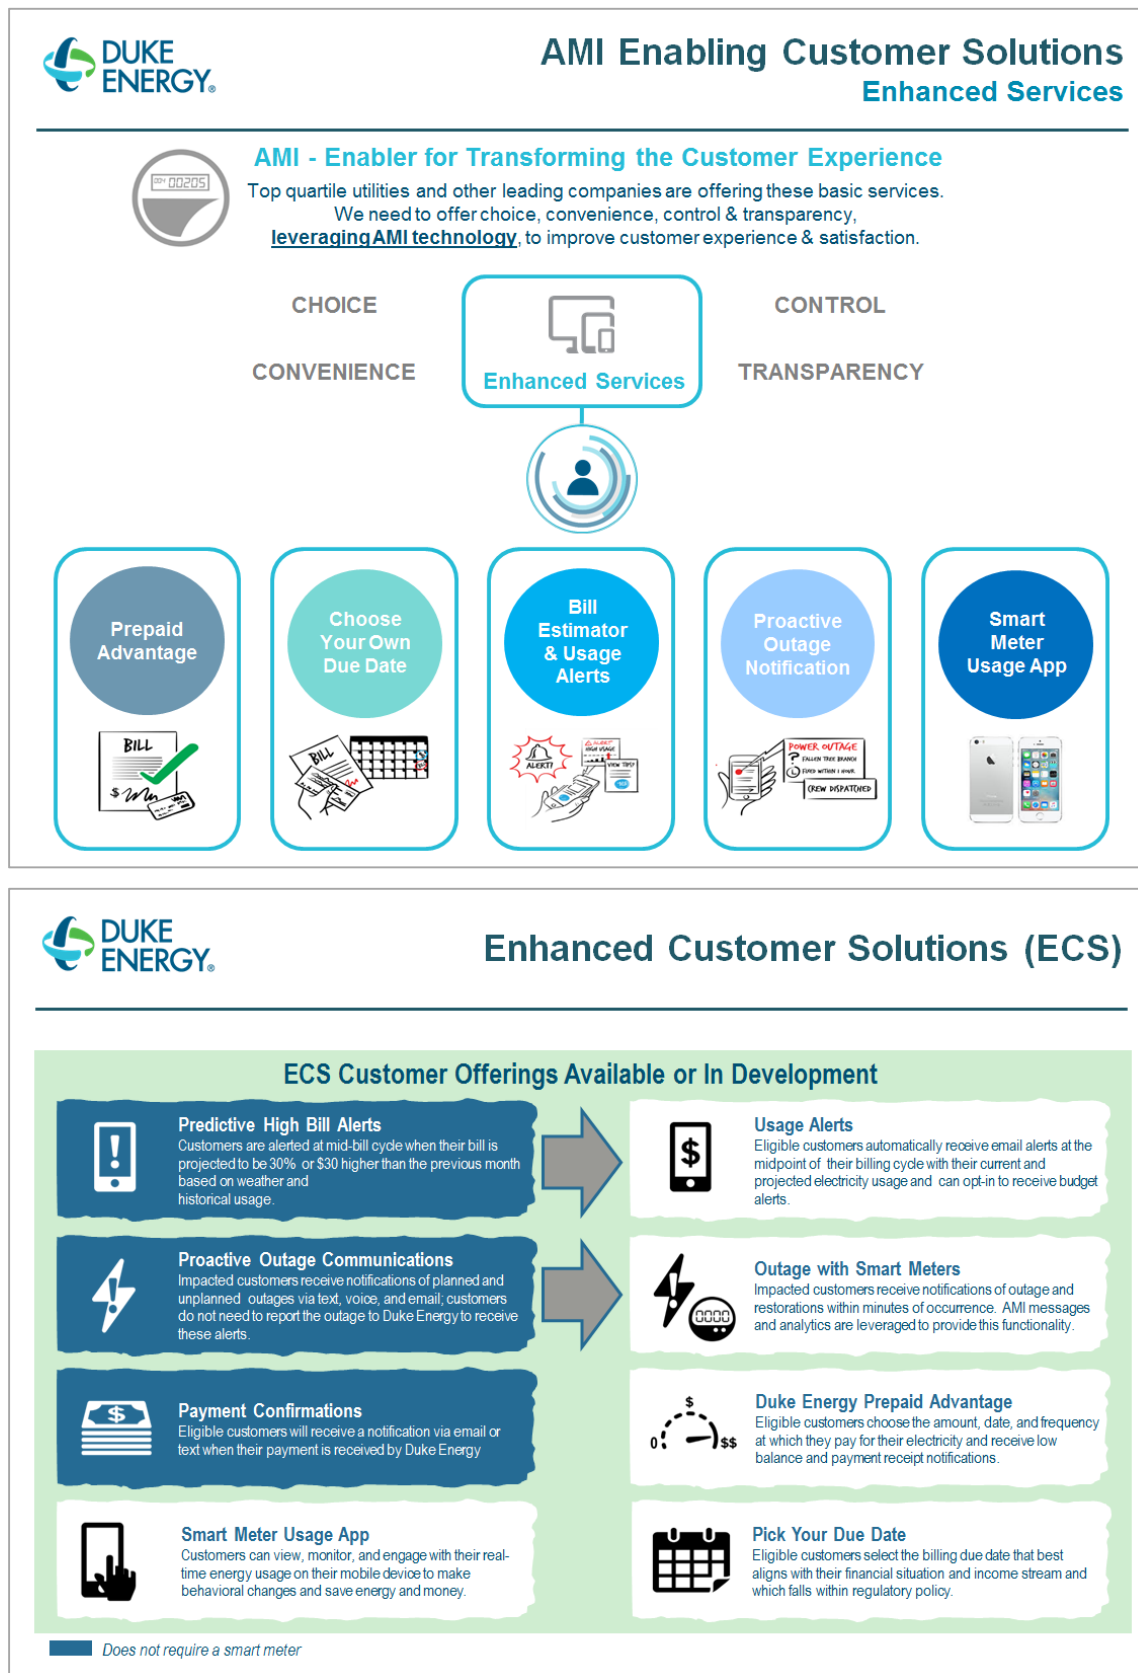 DUKE
ENERGY®
AMI Enabling Customer Solutions
Enhanced Services
AMI - Enabler for Transforming the Customer Experience
Top quartile utilities and other leading companies are offering these basic services.
We need to offer choice, convenience, control & transparency,
leveraging AMI technology, to improve customer experience & satisfaction.
00205
CHOICE
CONTROL
CONVENIENCE
TRANSPARENCY
Enhanced Services
Prepaid
Advantage
Choose
Your Own
Due Date
Bill
Estimator
& Usage
Alerts
Proactive
Outage
Notification
Smart
Meter
Usage App
BILL
$
BILL
ALERT!
ALERT
HIGH USAGE
VIEW TIPS!
POWER OUTAGE
? FALLEN TREE BRANCH
FIXED WITHIN 1 HOUR
CREW DISPATCHED
DUKE
ENERGY®
Enhanced Customer Solutions (ECS)
ECS Customer Offerings Available or In Development
Predictive High Bill Alerts
Customers are alerted at mid-bill cycle when their bill is
projected to be 30% or $30 higher than the previous month
based on weather and
historical usage.
$
Usage Alerts
Eligible customers automatically receive email alerts at the
midpoint of their billing cycle with their current and
projected electricity usage and can opt-in to receive budget
alerts.
Proactive Outage Communications
Impacted customers receive notifications of planned and
unplanned outages via text, voice, and email; customers
do not need to report the outage to Duke Energy to receive
these alerts.
0000
Outage with Smart Meters
Impacted customers receive notifications of outage and
restorations within minutes of occurrence. AMI messages
and analytics are leveraged to provide this functionality.
$
Payment Confirmations
Eligible customers will receive a notification via email or
text when their payment is received by Duke Energy
$
0
$$
Duke Energy Prepaid Advantage
Eligible customers choose the amount, date, and frequency
at which they pay for their electricity and receive low
balance and payment receipt notifications.
Smart Meter Usage App
Customers can view, monitor, and engage with their real-
time energy usage on their mobile device to make
behavioral changes and save energy and money.
Pick Your Due Date
Eligible customers select the billing due date that best
aligns with their financial situation and income stream and
which falls within regulatory policy.
Does not require a smart meter